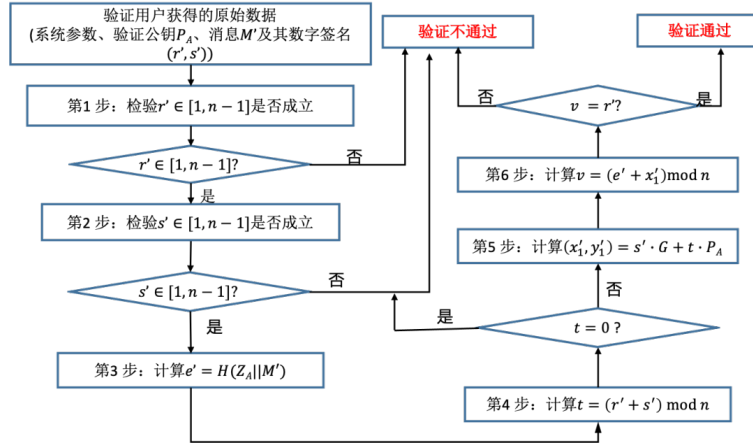 验证用户获得的原始数据
(系统参数、验证公钥P_A、消息M'及其数字签名
(r', s'))
第1 步：检验r' ∈ [1, n − 1]是否成立
r' ∈ [1, n − 1]?
否
是
第2 步：检验s' ∈ [1, n − 1]是否成立
s' ∈ [1, n − 1]?
否
是
第3 步：计算e' = H(Z_A||M')
第4 步：计算t = (r' + s') mod n
t = 0 ?
是
否
第5 步：计算(x_1', y_1') = s' · G + t · P_A
第6 步：计算v = (e' + x_1')mod n
v = r'?
否
是
验证不通过
验证通过